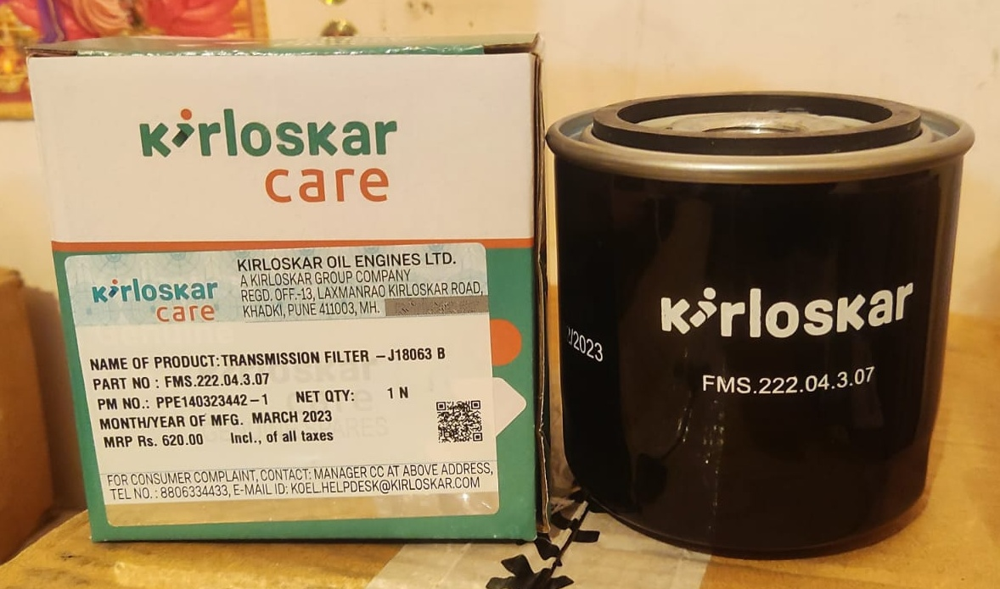 kirloskar
care
kirloskar
care
KIRLOSKAR OIL ENGINES LTD.
A KIRLOSKAR GROUP COMPANY
REGD. OFF.-13, LAXMANRAO KIRLOSKAR ROAD,
KHADKI, PUNE 411003, MH.
NAME OF PRODUCT: TRANSMISSION FILTER - J18063 B
PART NO : FMS.222.04.3.07
PM NO.: PPE140323442-1 NET QTY: 1 N
MONTH/YEAR OF MFG. MARCH 2023
MRP Rs. 620.00 Incl., of all taxes
FOR CONSUMER COMPLAINT, CONTACT: MANAGER CC AT ABOVE ADDRESS,
TEL NO.: 8806334433, E-MAIL ID: KOEL.HELPDESK@KIRLOSKAR.COM
/2023
kirloskar
FMS.222.04.3.07